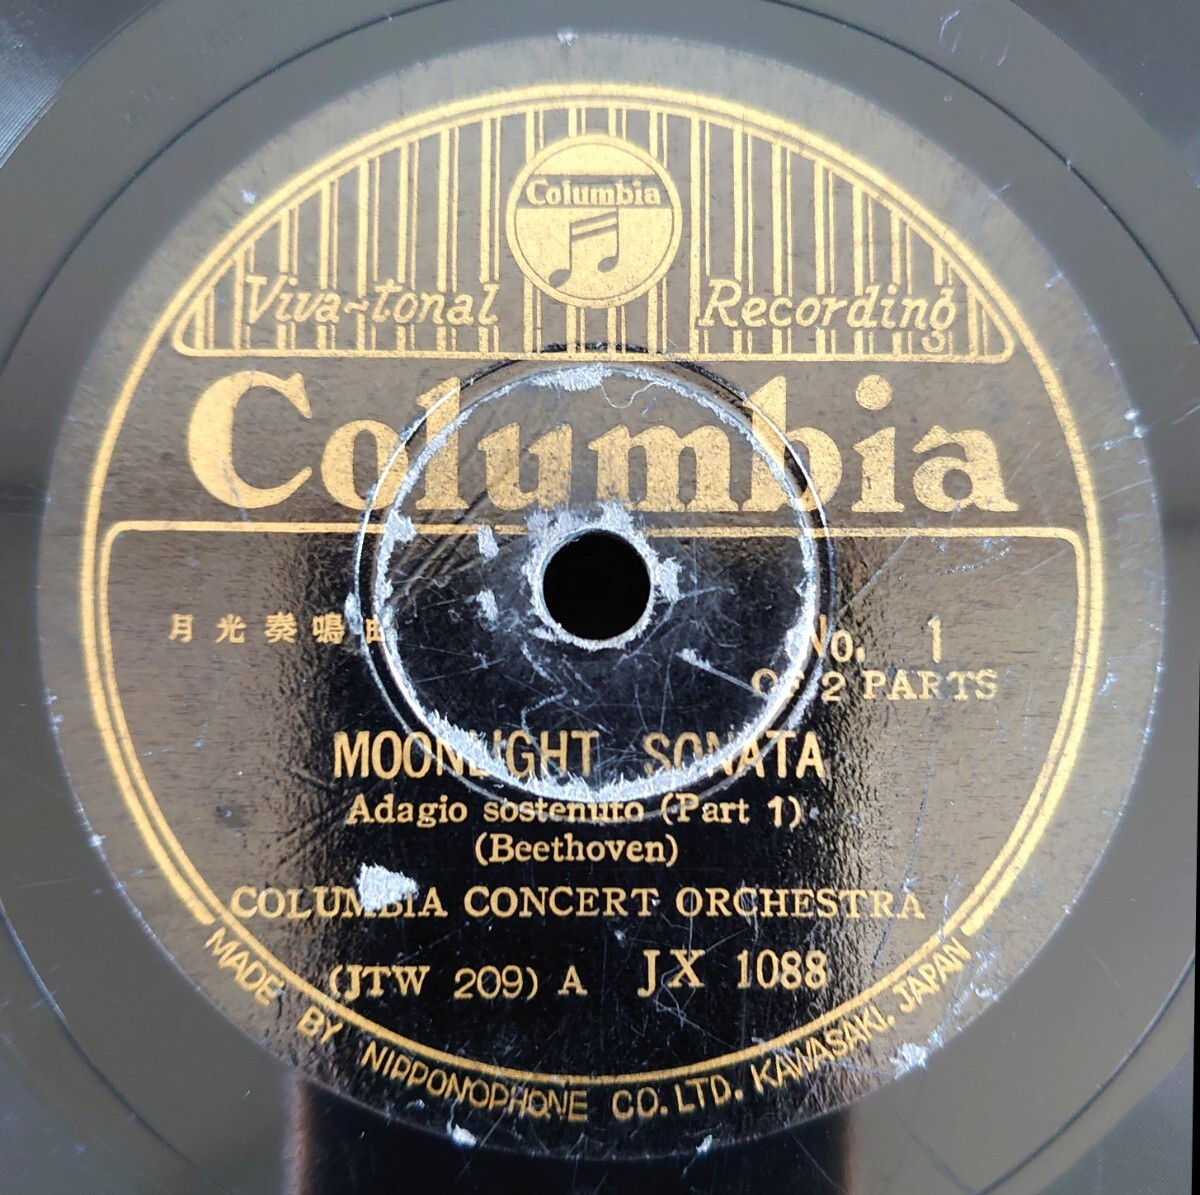 Columbia
Viva-tonal Recording
Columbia
月光奏鳴曲
No. 1
OF 2 PARTS
MOONLIGHT SONATA
Adagio sostenuto (Part 1)
(Beethoven)
COLUMBIA CONCERT ORCHESTRA
(JTW 209) A JX 1088
MADE BY NIPPONOPHONE CO. LTD. KAWASAKI. JAPAN